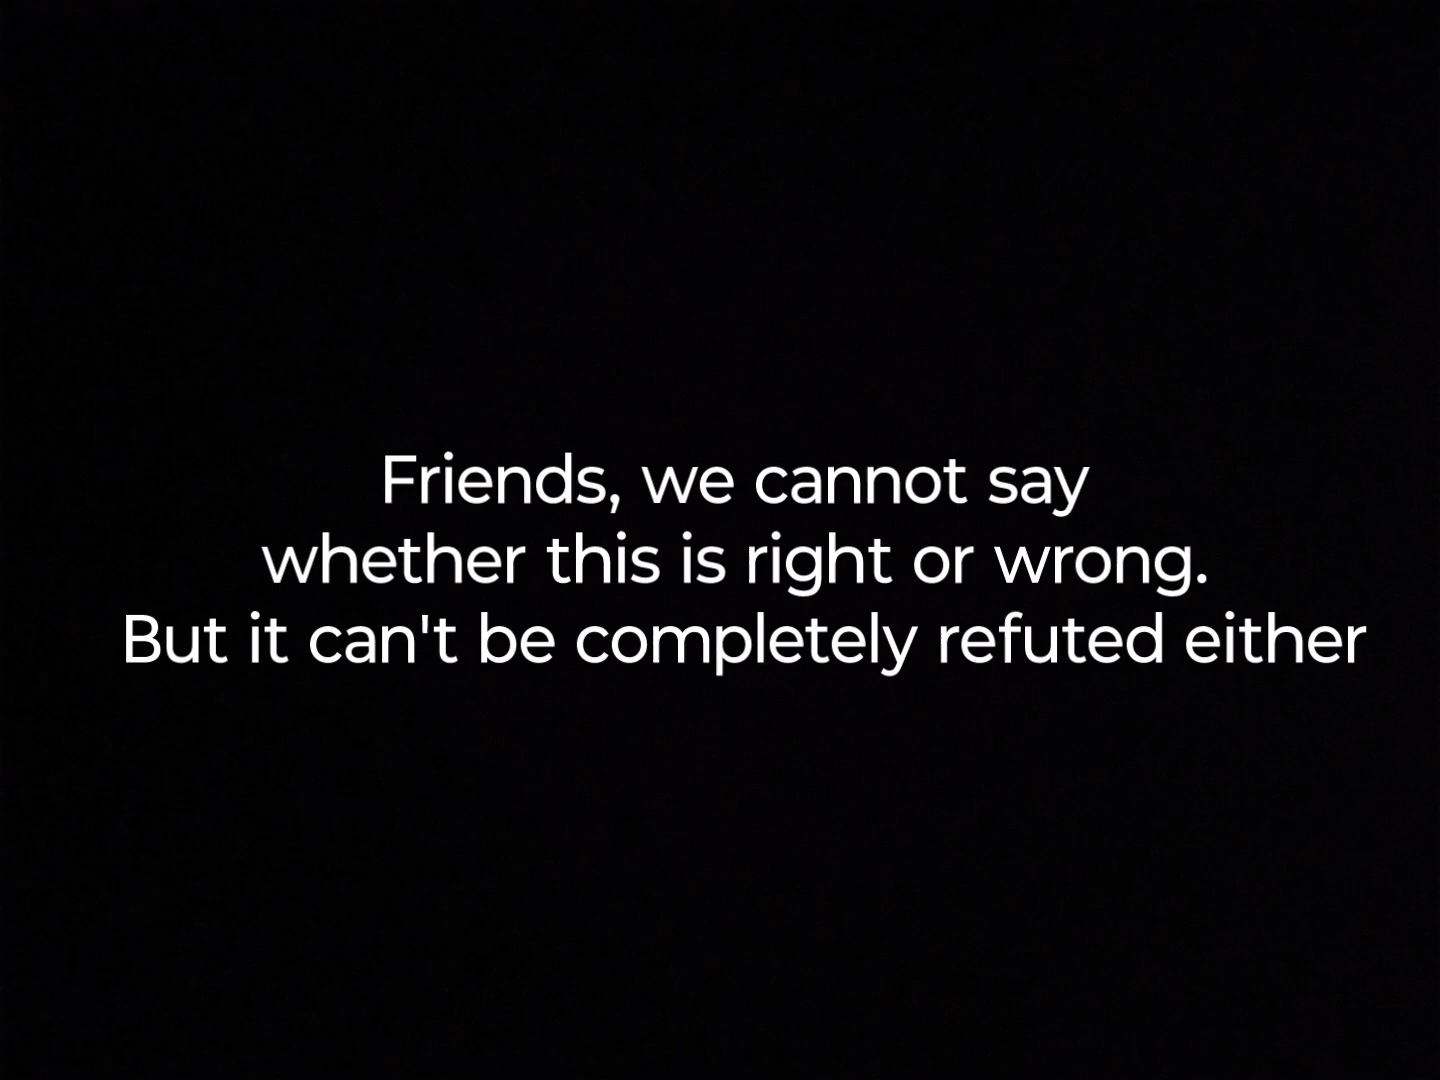 Friends, we cannot say
whether this is right or wrong.
But it can't be completely refuted either